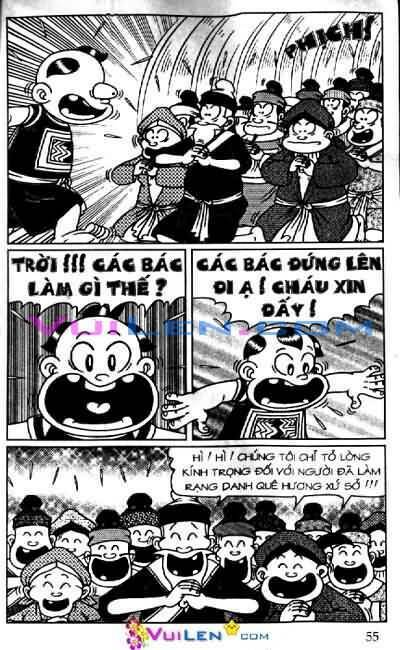 PHỊCH!
TRỜI!!! CÁC BÁC
LÀM GÌ THẾ?
CÁC BÁC ĐỨNG LÊN
ĐI Ạ! CHÁU XIN
ĐẤY!
VUILEN.COM
HÌ! HÌ! CHÚNG TÔI CHỈ TỎ LÒNG
KÍNH TRỌNG ĐỐI VỚI NGƯỜI ĐÃ LÀM
RẠNG DANH QUÊ HƯƠNG XỨ SỞ!!!
55
VUILEN.COM